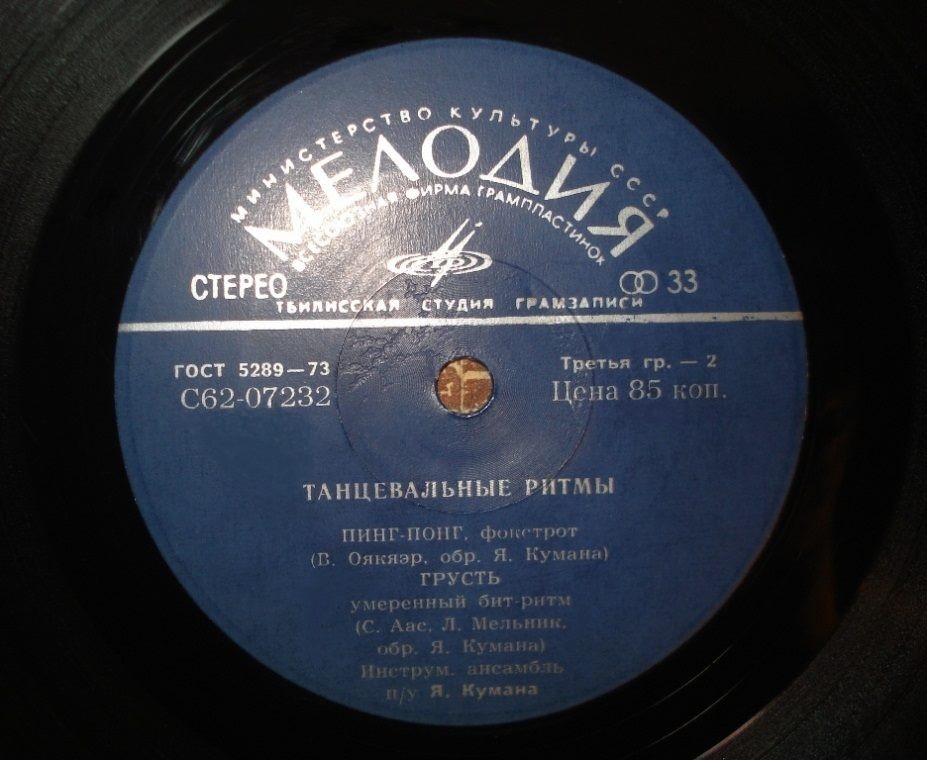 МИНИСТЕРСТВО КУЛЬТУРЫ СССР
МЕЛОДИЯ
ВСЕСОЮЗНАЯ ФИРМА ГРАМПЛАСТИНОК
СТЕРЕО
33
ТБИЛИССКАЯ СТУДИЯ ГРАМЗАПИСИ
ГОСТ 5289—73
Третья гр. — 2
С62-07232
Цена 85 коп.
ТАНЦЕВАЛЬНЫЕ РИТМЫ
ПИНГ-ПОНГ, фокстрот
(В. Оякяэр, обр. Я. Кумана)
ГРУСТЬ
умеренный бит-ритм
(С. Аас, Л. Мельник,
обр. Я. Кумана)
Инструм. ансамбль
п/у Я. Кумана